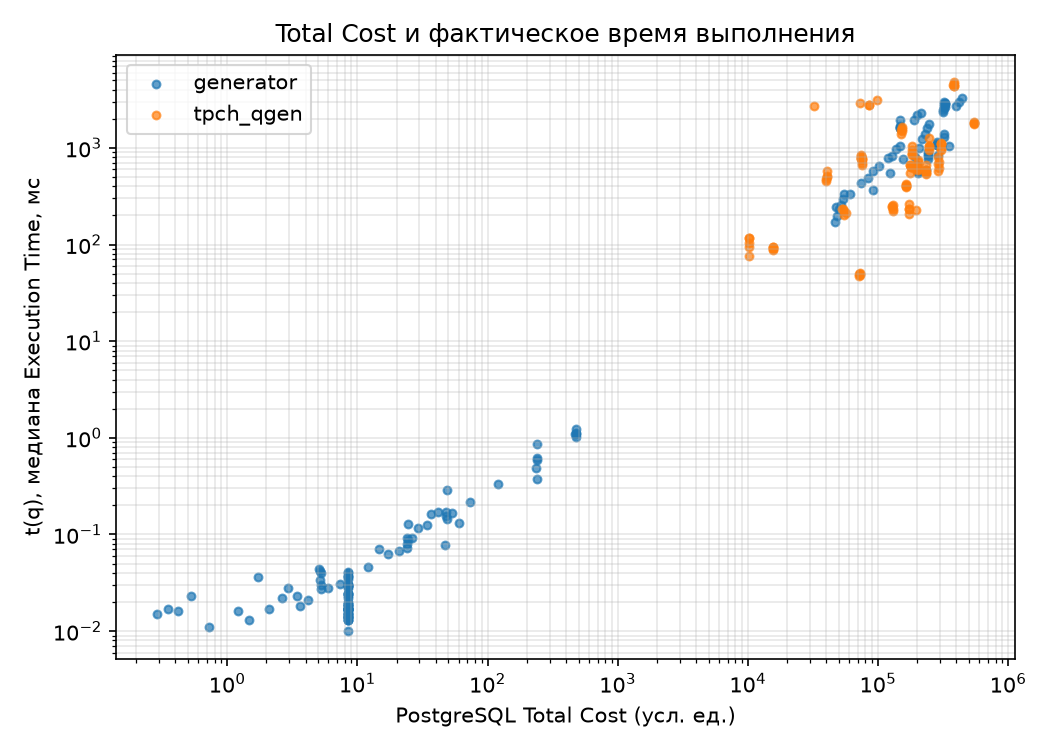 Total Cost и фактическое время выполнения
generator
tpch_qgen
t(q), медиана Execution Time, мс
10³
10²
10¹
10⁰
10⁻¹
10⁻²
10⁰ 10¹ 10² 10³ 10⁴ 10⁵ 10⁶
PostgreSQL Total Cost (усл. ед.)